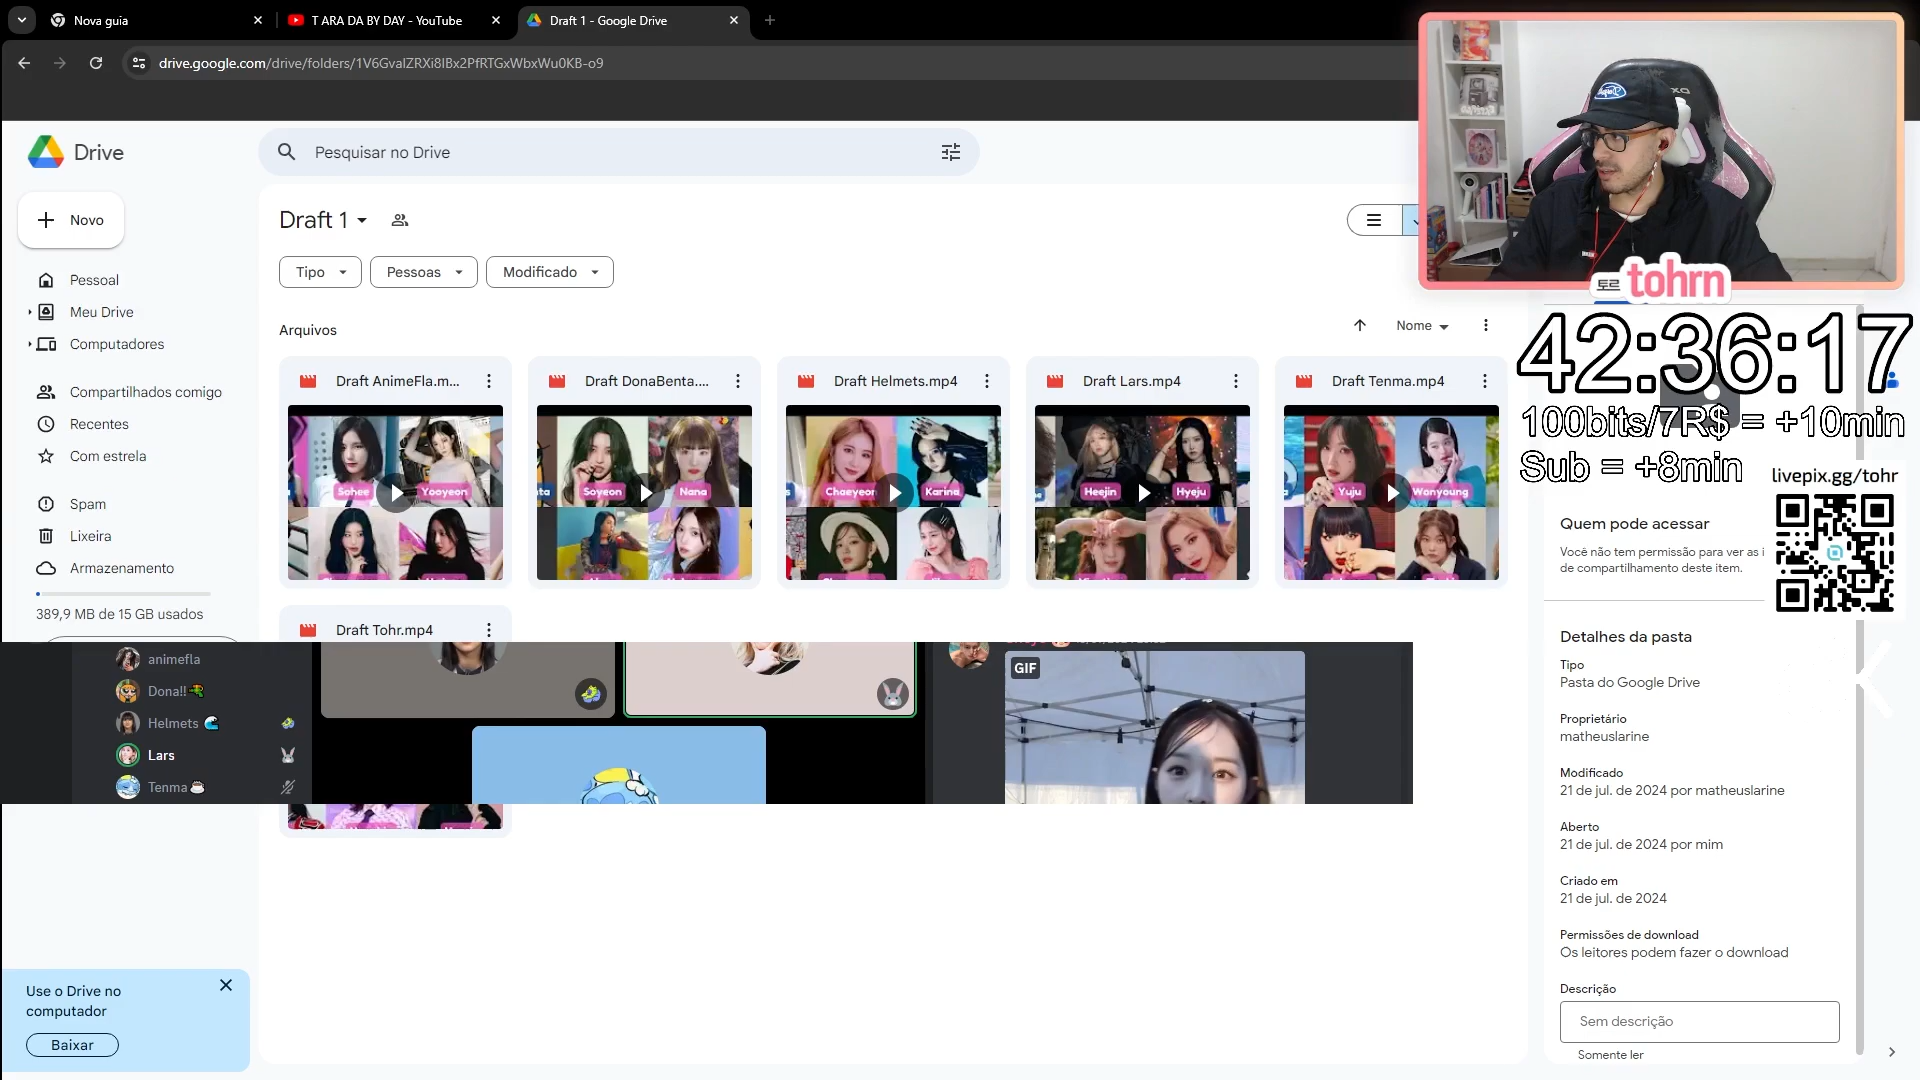 Nova guia
T ARA DA BY DAY - YouTube
Draft 1 - Google Drive
drive.google.com/drive/folders/1V6GvalZRXi8lBx2PfRTGxWbxWu0KB-o9
Drive
Pesquisar no Drive
Novo
Draft 1
Tipo
Pessoas
Modificado
Pessoal
Meu Drive
Computadores
Compartilhados comigo
Recentes
Com estrela
Spam
Lixeira
Armazenamento
389,9 MB de 15 GB usados
Arquivos
Nome
Draft AnimeFla.m...
Draft DonaBenta....
Draft Helmets.mp4
Draft Lars.mp4
Draft Tenma.mp4
Sohee
Yooyeon
Soyeon
Nana
Chaeyeon
Karina
Heejin
Hyeju
Yuju
Wonyoung
Draft Tohr.mp4
animefla
Dona!!
Helmets
Lars
Tenma
GIF
토르 tohrn
42:36:17
100bits/7R$ = +10min
Sub = +8min
livepix.gg/tohr
Quem pode acessar
Você não tem permissão para ver as i
de compartilhamento deste item.
Detalhes da pasta
Tipo
Pasta do Google Drive
Proprietário
matheuslarine
Modificado
21 de jul. de 2024 por matheuslarine
Aberto
21 de jul. de 2024 por mim
Criado em
21 de jul. de 2024
Permissões de download
Os leitores podem fazer o download
Descrição
Sem descrição
Somente ler
Use o Drive no
computador
Baixar